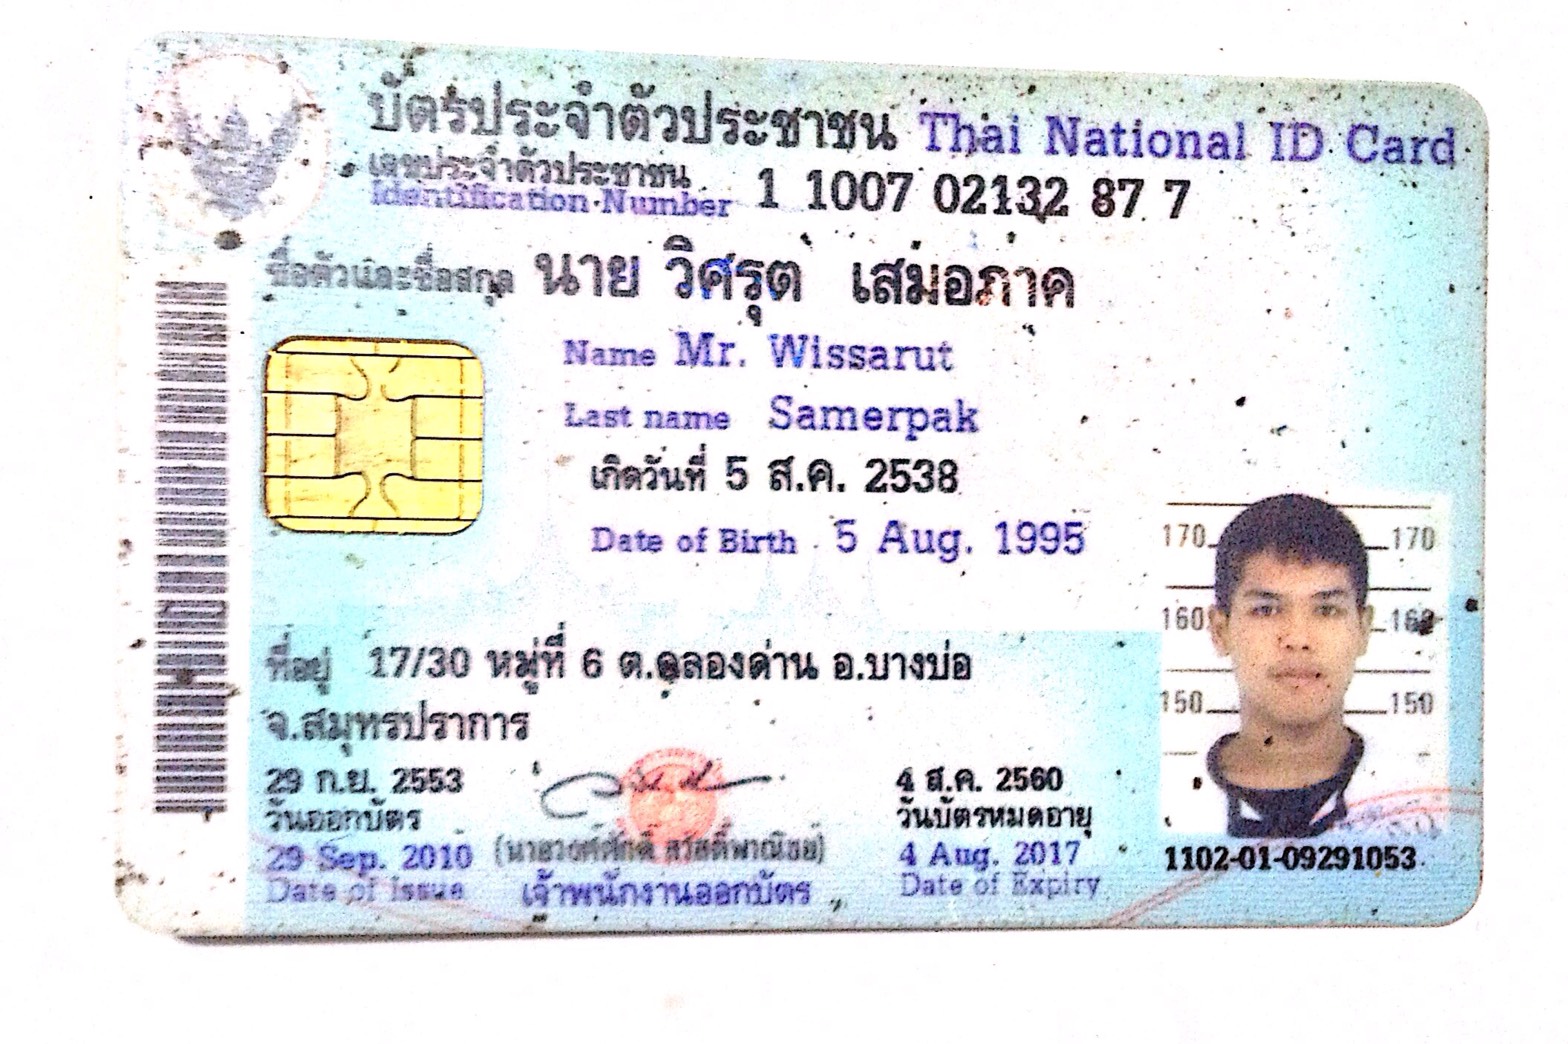 บัตรประจำตัวประชาชน Thai National ID Card
เลขประจำตัวประชาชน
Identification Number 1 1007 02132 87 7
ชื่อตัวและชื่อสกุล นาย วิศรุต เสมอภาค
Name Mr. Wissarut
Last name Samerpak
เกิดวันที่ 5 ส.ค. 2538
Date of Birth 5 Aug. 1995
170 170
160 160
150 150
ที่อยู่ 17/30 หมู่ที่ 6 ต.คลองด่าน อ.บางบ่อ
จ.สมุทรปราการ
29 ก.ย. 2553 4 ส.ค. 2560
วันออกบัตร วันบัตรหมดอายุ
29 Sep. 2010 (นายวงศ์ศักดิ์ สวัสดิ์พาณิชย์) 4 Aug. 2017 1102-01-09291053
Date of Issue เจ้าพนักงานออกบัตร Date of Expiry